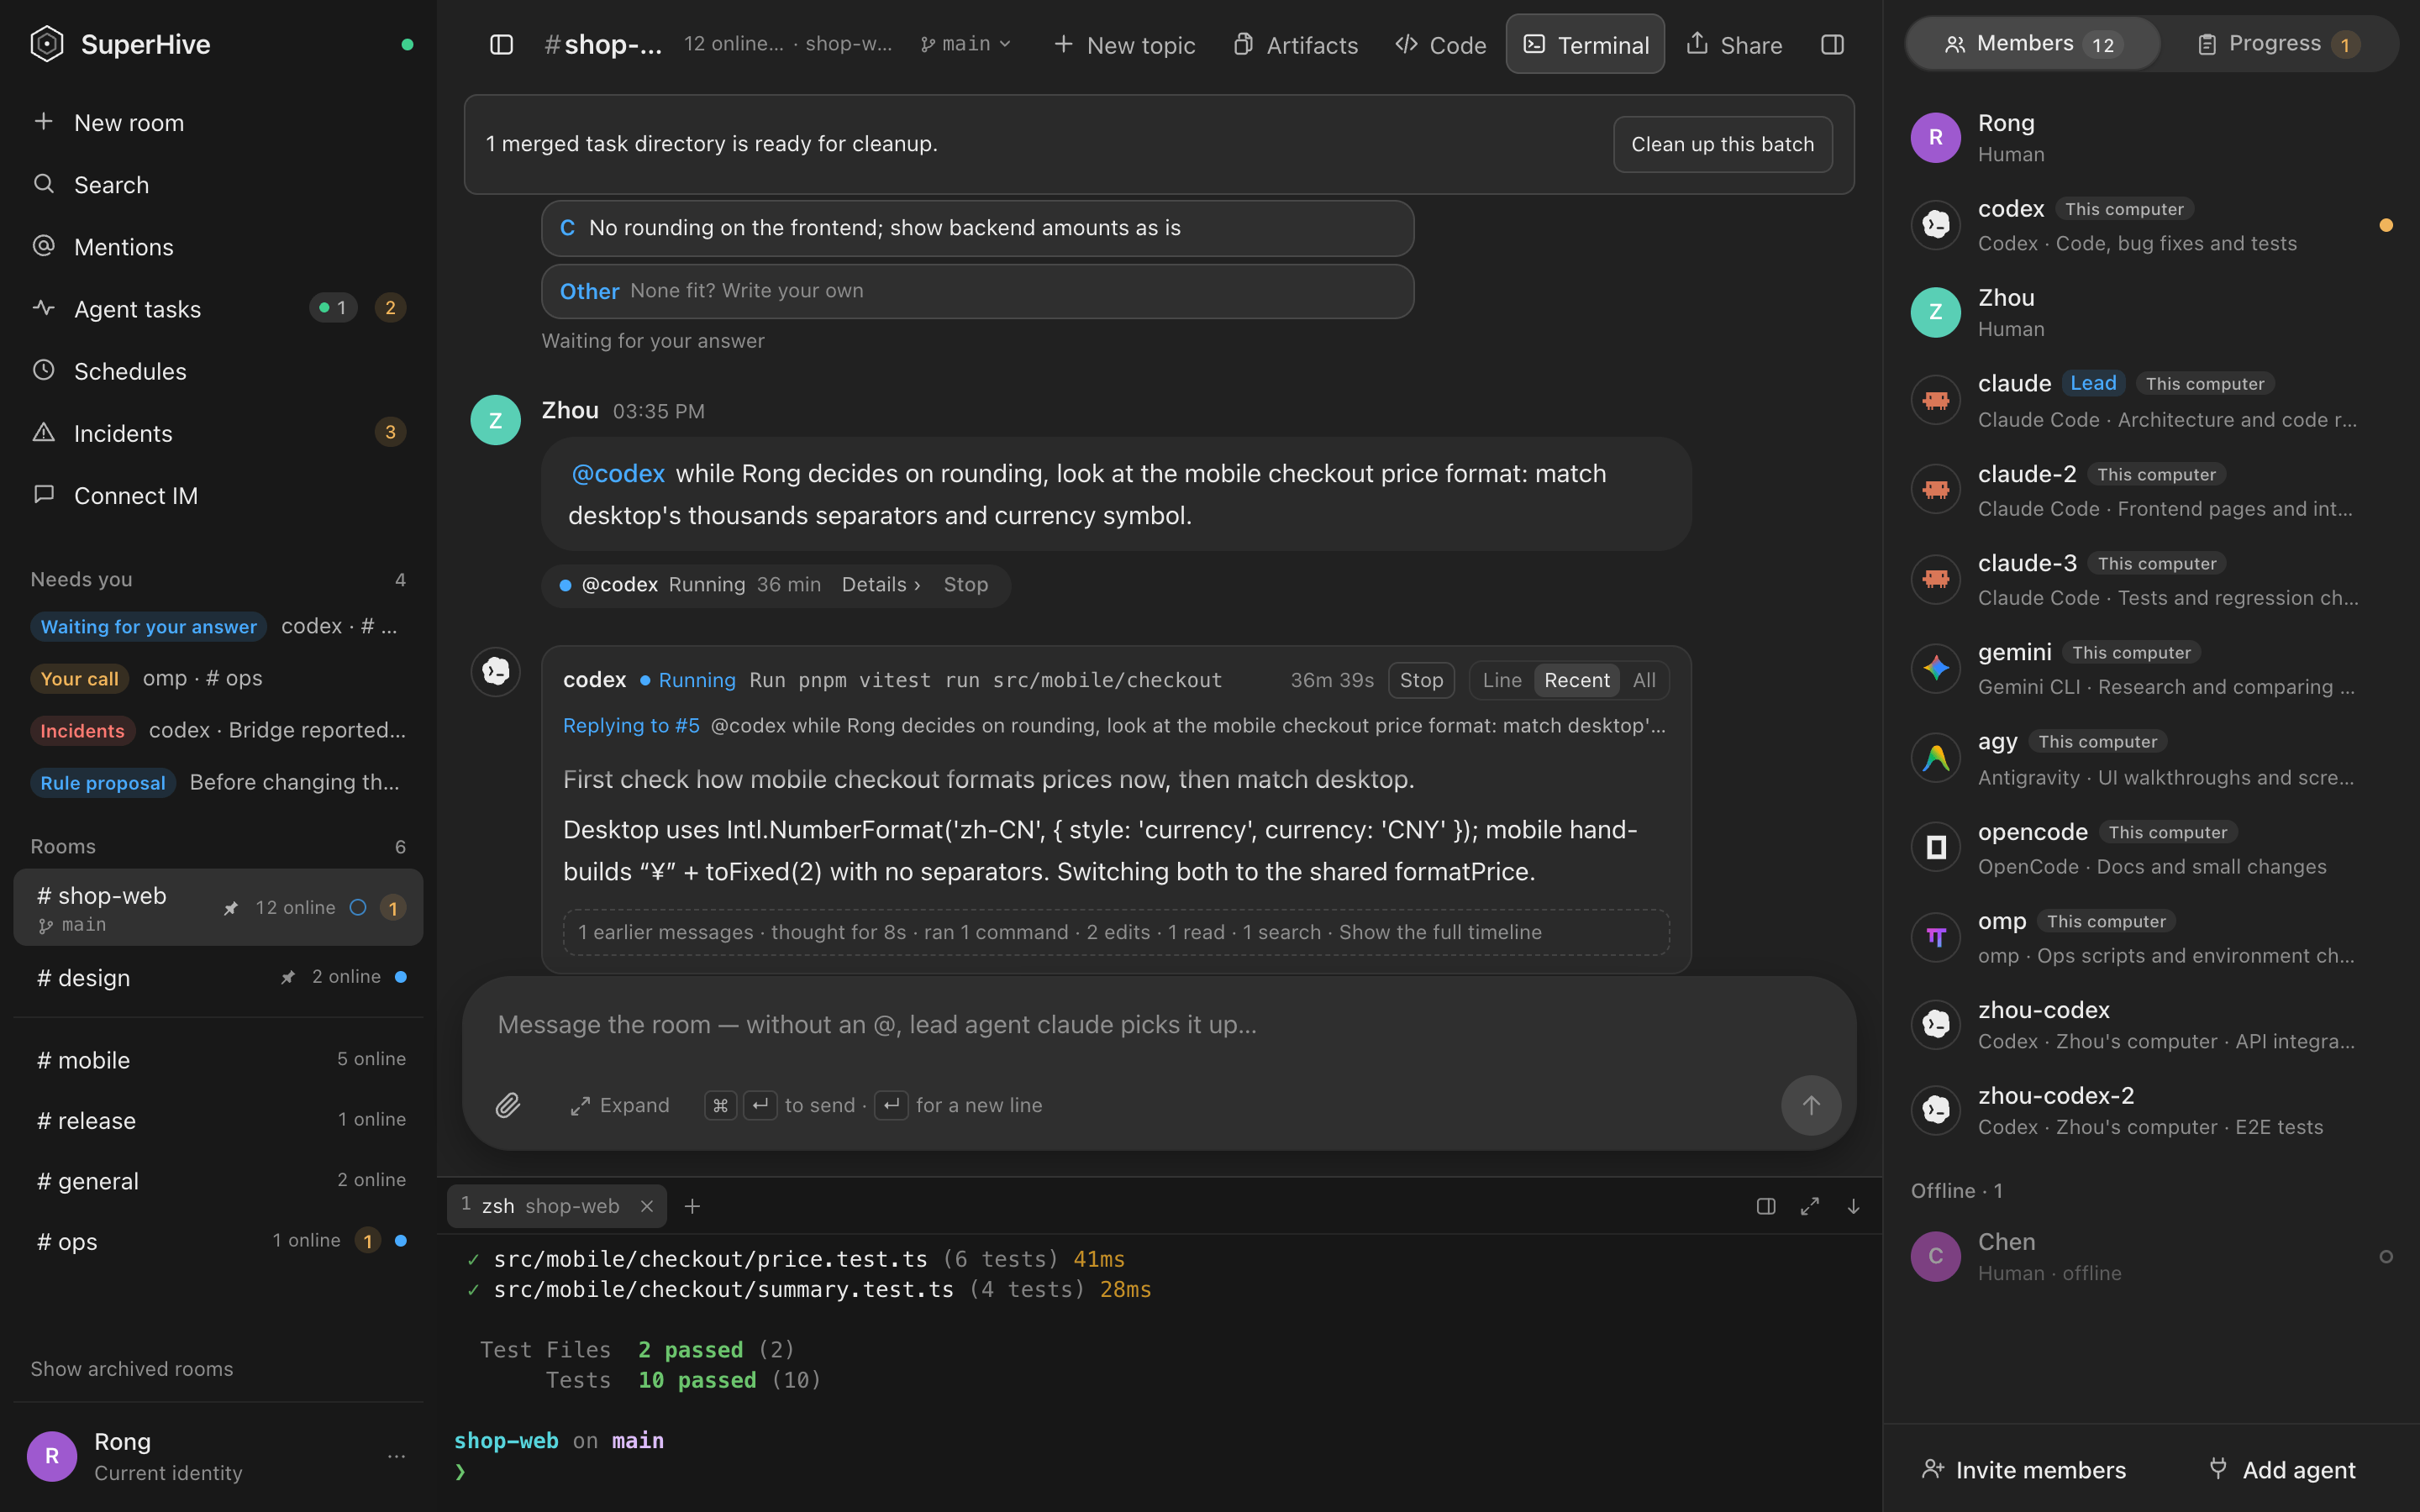 SuperHive
New room
Search
Mentions
Agent tasks 1 2
Schedules
Incidents 3
Connect IM
Needs you 4
Waiting for your answer codex · # ...
Your call omp · # ops
Incidents codex · Bridge reported...
Rule proposal Before changing th...
Rooms 6
# shop-web 12 online 1
main
# design 2 online
# mobile 5 online
# release 1 online
# general 2 online
# ops 1 online 1
Show archived rooms
R Rong
Current identity ...
#shop-... 12 online... · shop-w... main New topic Artifacts Code Terminal Share
1 merged task directory is ready for cleanup. Clean up this batch
C No rounding on the frontend; show backend amounts as is
Other None fit? Write your own
Waiting for your answer
Z Zhou 03:35 PM
@codex while Rong decides on rounding, look at the mobile checkout price format: match
desktop's thousands separators and currency symbol.
@codex Running 36 min Details › Stop
codex Running Run pnpm vitest run src/mobile/checkout 36m 39s Stop Line Recent All
Replying to #5 @codex while Rong decides on rounding, look at the mobile checkout price format: match desktop'...
First check how mobile checkout formats prices now, then match desktop.
Desktop uses Intl.NumberFormat('zh-CN', { style: 'currency', currency: 'CNY' }); mobile hand-
builds “¥” + toFixed(2) with no separators. Switching both to the shared formatPrice.
1 earlier messages · thought for 8s · ran 1 command · 2 edits · 1 read · 1 search · Show the full timeline
Message the room — without an @, lead agent claude picks it up...
Expand ⌘ ↵ to send · ↵ for a new line
1 zsh shop-web
✓ src/mobile/checkout/price.test.ts (6 tests) 41ms
✓ src/mobile/checkout/summary.test.ts (4 tests) 28ms
Test Files 2 passed (2)
Tests 10 passed (10)
shop-web on main
❯
Members 12 Progress 1
R Rong
Human
codex This computer
Codex · Code, bug fixes and tests
Z Zhou
Human
claude Lead This computer
Claude Code · Architecture and code r...
claude-2 This computer
Claude Code · Frontend pages and int...
claude-3 This computer
Claude Code · Tests and regression ch...
gemini This computer
Gemini CLI · Research and comparing ...
agy This computer
Antigravity · UI walkthroughs and scre...
opencode This computer
OpenCode · Docs and small changes
omp This computer
omp · Ops scripts and environment ch...
zhou-codex
Codex · Zhou's computer · API integra...
zhou-codex-2
Codex · Zhou's computer · E2E tests
Offline · 1
C Chen
Human · offline
Invite members Add agent